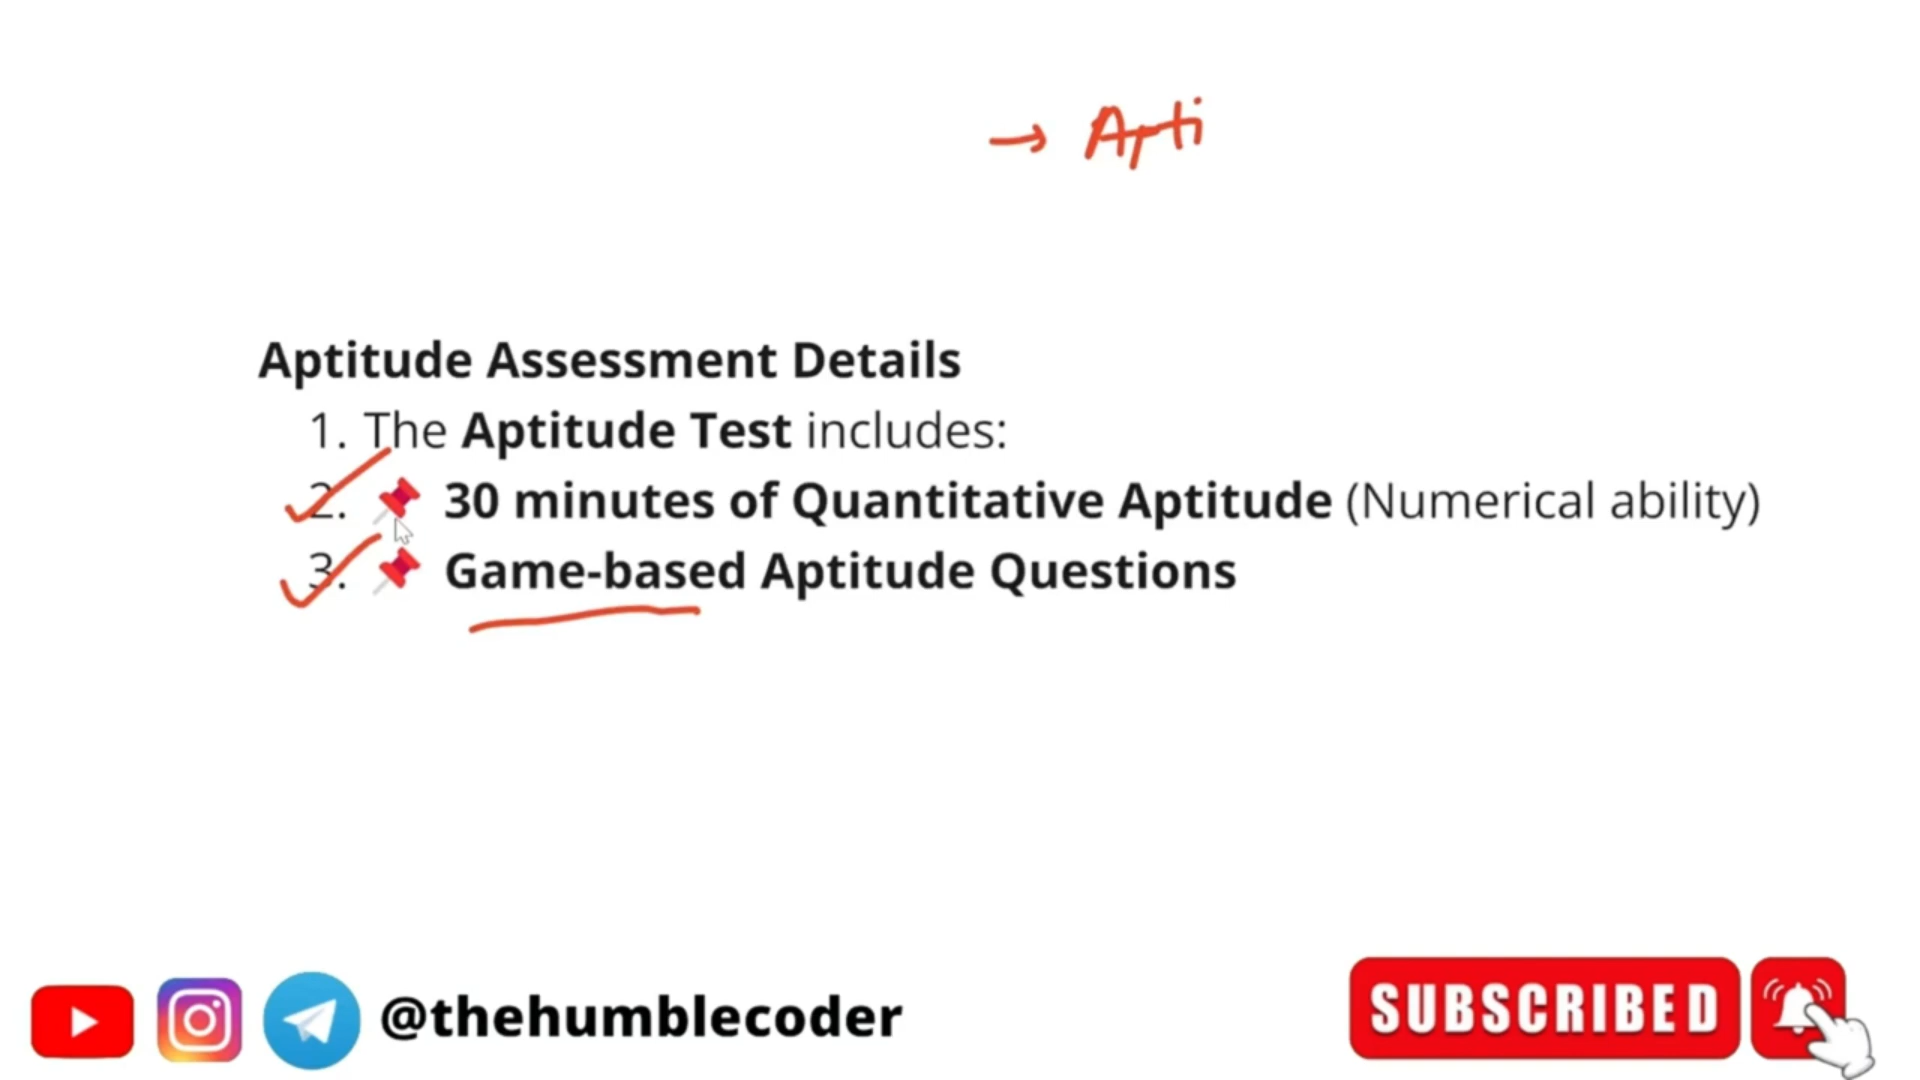 → Apti
Aptitude Assessment Details
1. The Aptitude Test includes:
2. 📌 30 minutes of Quantitative Aptitude (Numerical ability)
3. 📌 Game-based Aptitude Questions
@thehumblecoder
SUBSCRIBED